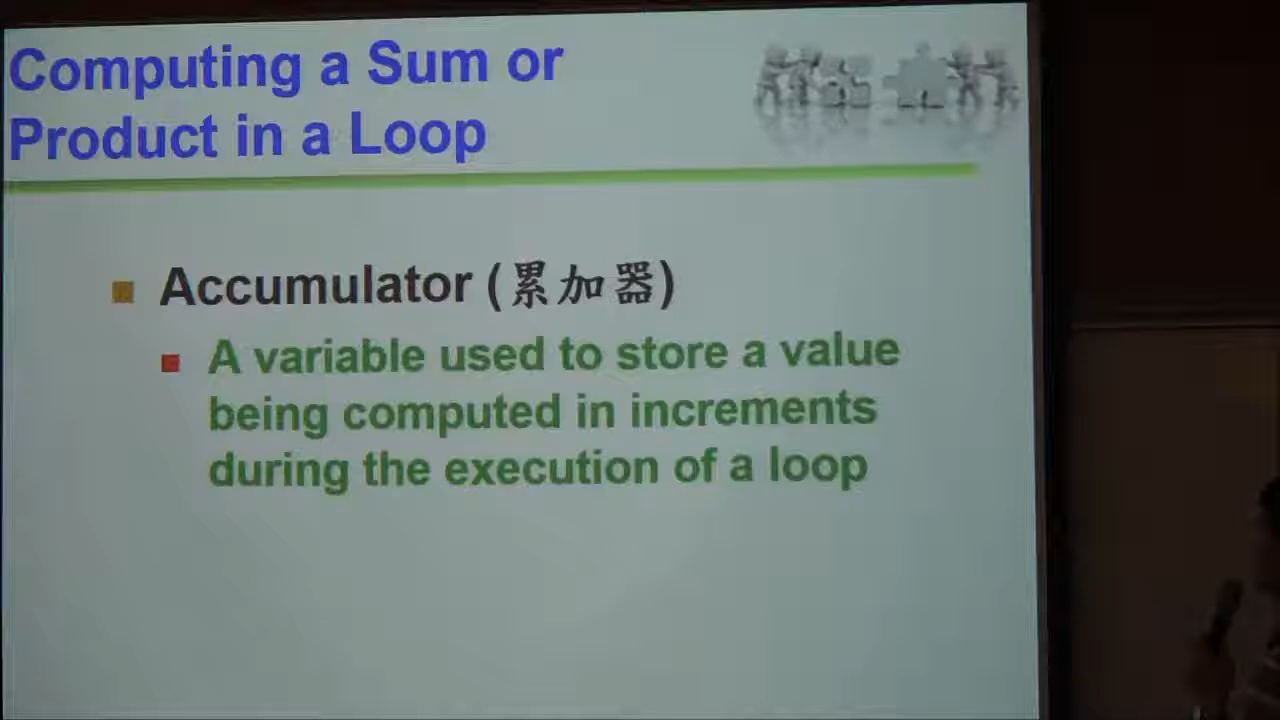 Computing a Sum or
Product in a Loop
Accumulator (累加器)
A variable used to store a value
being computed in increments
during the execution of a loop